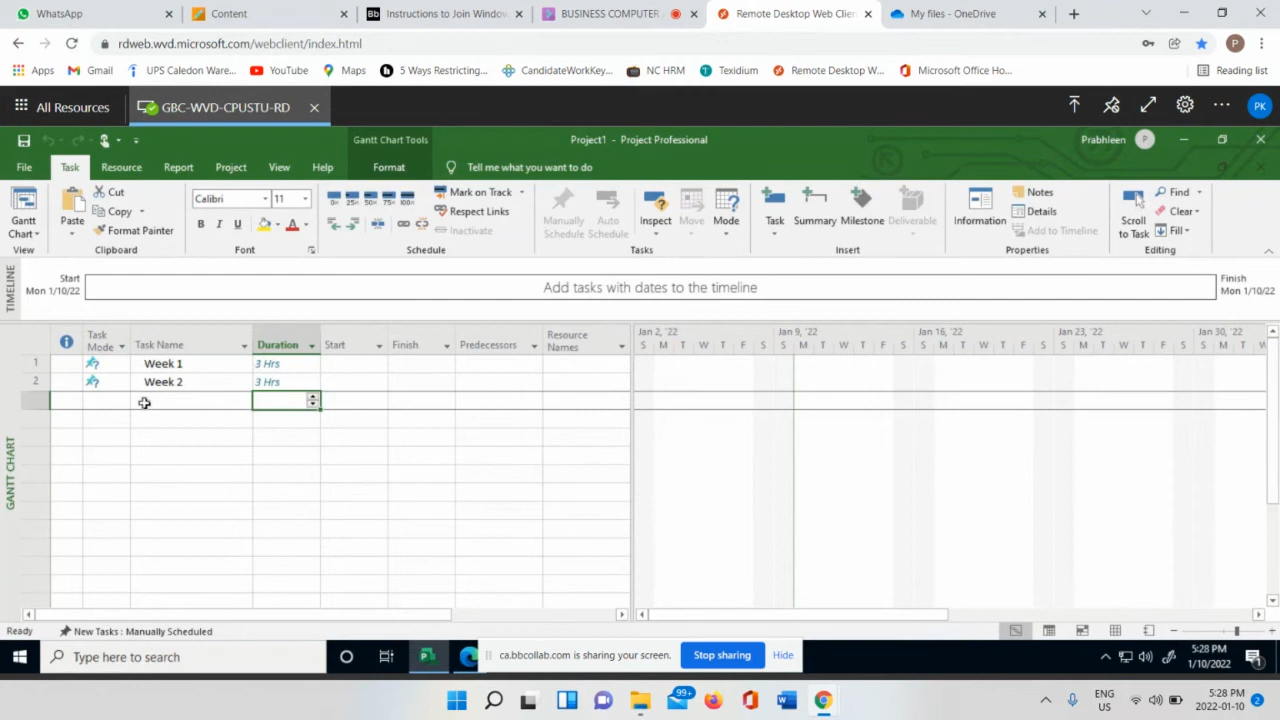 WhatsApp
Content
Instructions to Join Window
BUSINESS COMPUTER
Remote Desktop Web Clien
My files - OneDrive
rdweb.wvd.microsoft.com/webclient/index.html
Apps
Gmail
UPS Caledon Ware...
YouTube
Maps
5 Ways Restricting...
CandidateWorkKey...
NC HRM
Texidium
Remote Desktop W...
Microsoft Office Ho...
Reading list
All Resources
GBC-WVD-CPUSTU-RD
PK
Gantt Chart Tools
Project1 - Project Professional
Prabhleen
P
File
Task
Resource
Report
Project
View
Help
Format
Tell me what you want to do
Gantt
Chart
View
Paste
Cut
Copy
Format Painter
Clipboard
Calibri
11
B I U
A
Font
0% 25% 50% 75% 100%
Mark on Track
Respect Links
Inactivate
Schedule
Manually
Schedule
Auto
Schedule
Inspect
Move
Mode
Tasks
Task
Summary
Milestone
Deliverable
Insert
Information
Notes
Details
Add to Timeline
Properties
Scroll
to Task
Find
Clear
Fill
Editing
TIMELINE
Start
Mon 1/10/22
Add tasks with dates to the timeline
Finish
Mon 1/10/22
Task
Mode
Task Name
Duration
Start
Finish
Predecessors
Resource
Names
Jan 2, '22
Jan 9, '22
Jan 16, '22
Jan 23, '22
Jan 30, '22
S M T W T F S S M T W T F S S M T W T F S S M T W T F S S M T W
1 Week 1 3 Hrs
2 Week 2 3 Hrs
GANTT CHART
Ready
New Tasks : Manually Scheduled
Type here to search
ca.bbcollab.com is sharing your screen.
Stop sharing
Hide
5:28 PM
1/10/2022
1
99+
ENG
US
5:28 PM
2022-01-10
2